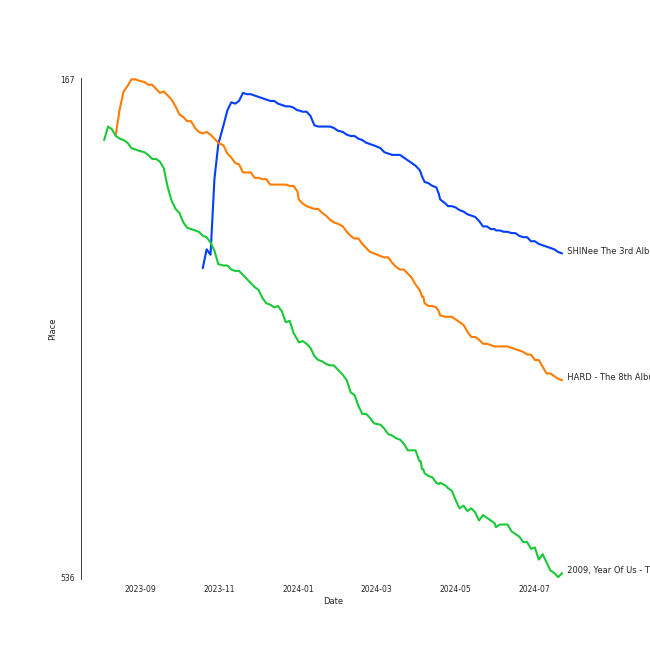 167
SHINee The 3rd Alb
Place
HARD - The 8th Albu
2009, Year Of Us - T
536
2023-09
2023-11
2024-01
2024-03
2024-05
2024-07
Date